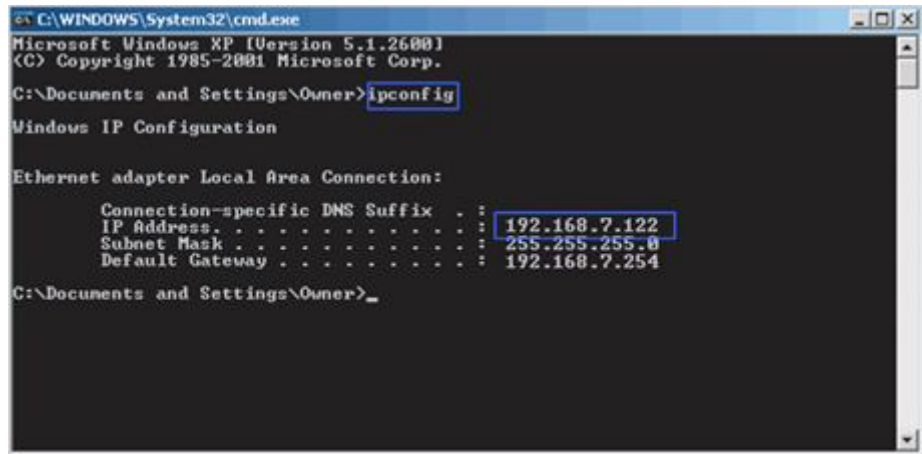 C:\WINDOWS\System32\cmd.exe
Microsoft Windows XP [Version 5.1.2600]
(C) Copyright 1985-2001 Microsoft Corp.
C:\Documents and Settings\Owner>ipconfig
Windows IP Configuration
Ethernet adapter Local Area Connection:
Connection-specific DNS Suffix . :
IP Address. . . . . . . . . . . . : 192.168.7.122
Subnet Mask . . . . . . . . . . . : 255.255.255.0
Default Gateway . . . . . . . . . : 192.168.7.254
C:\Documents and Settings\Owner>_